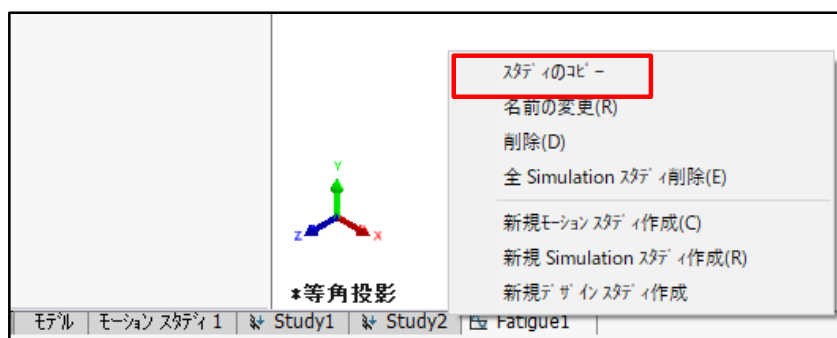 ｽﾀﾃﾞｨのｺﾋﾟｰ
名前の変更(R)
削除(D)
全 Simulation ｽﾀﾃﾞｨ削除(E)
新規ﾓｰｼｮﾝ ｽﾀﾃﾞｨ作成(C)
新規 Simulation ｽﾀﾃﾞｨ作成(R)
新規ﾃﾞｻﾞｲﾝ ｽﾀﾃﾞｨ作成
Y
Z
X
*等角投影
ﾓﾃﾞﾙ
ﾓｰｼｮﾝ ｽﾀﾃﾞｨ 1
Study1
Study2
Fatigue1